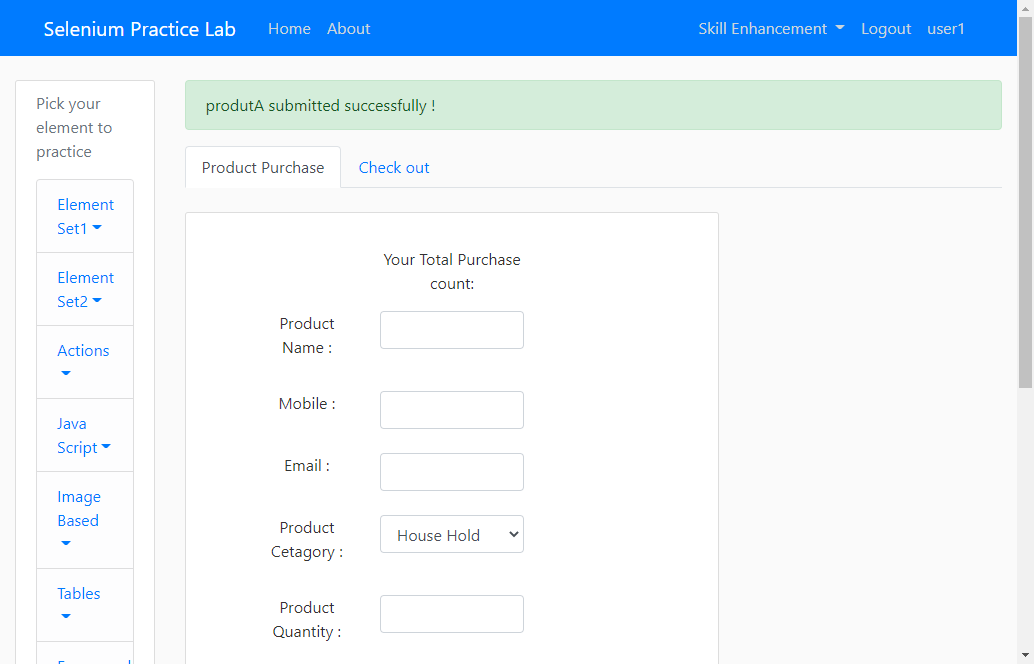 Selenium Practice Lab Home About Skill Enhancement Logout user1
Pick your
element to
practice
Element
Set1
Element
Set2
Actions
Java
Script
Image
Based
Tables
produtA submitted successfully !
Product Purchase Check out
Your Total Purchase
count:
Product
Name :
Mobile :
Email :
Product
Cetagory :
House Hold
Product
Quantity :